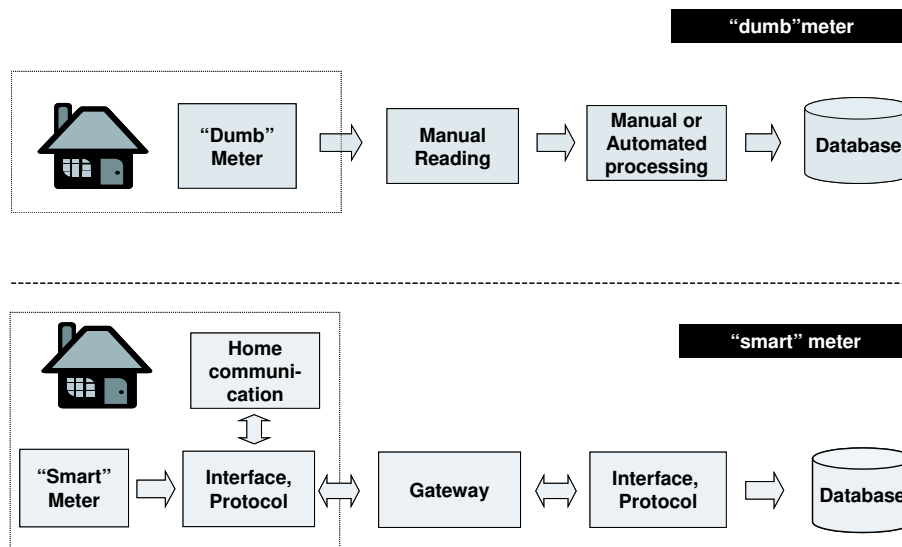 “dumb”meter
“Dumb”
Meter
Manual
Reading
Manual or
Automated
processing
Database
“smart” meter
Home
communi-
cation
“Smart”
Meter
Interface,
Protocol
Gateway
Interface,
Protocol
Database